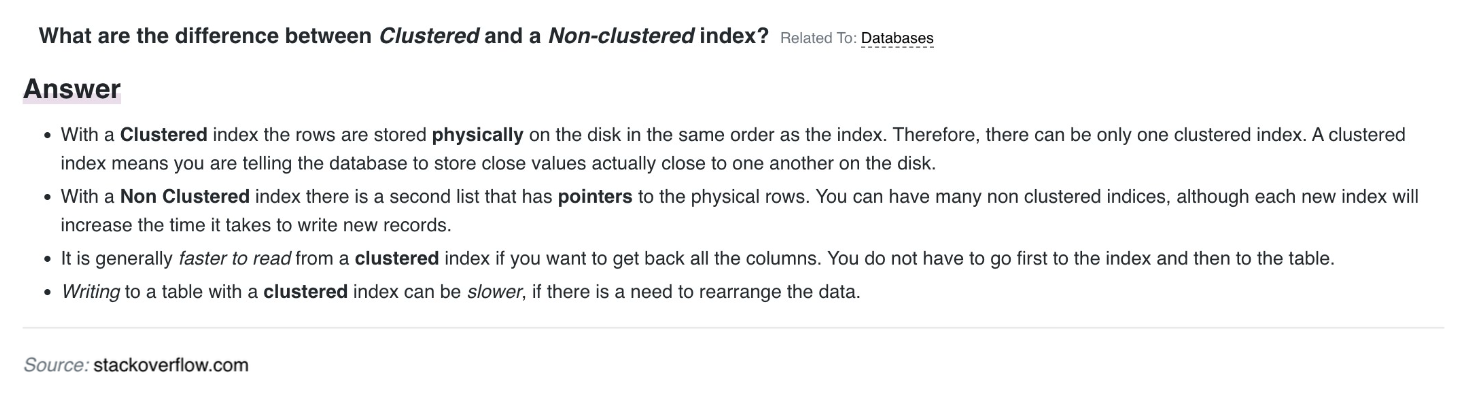 What are the difference between Clustered and a Non-clustered index? Related To: Databases
Answer
• With a Clustered index the rows are stored physically on the disk in the same order as the index. Therefore, there can be only one clustered index. A clustered
index means you are telling the database to store close values actually close to one another on the disk.
• With a Non Clustered index there is a second list that has pointers to the physical rows. You can have many non clustered indices, although each new index will
increase the time it takes to write new records.
• It is generally faster to read from a clustered index if you want to get back all the columns. You do not have to go first to the index and then to the table.
• Writing to a table with a clustered index can be slower, if there is a need to rearrange the data.
Source: stackoverflow.com